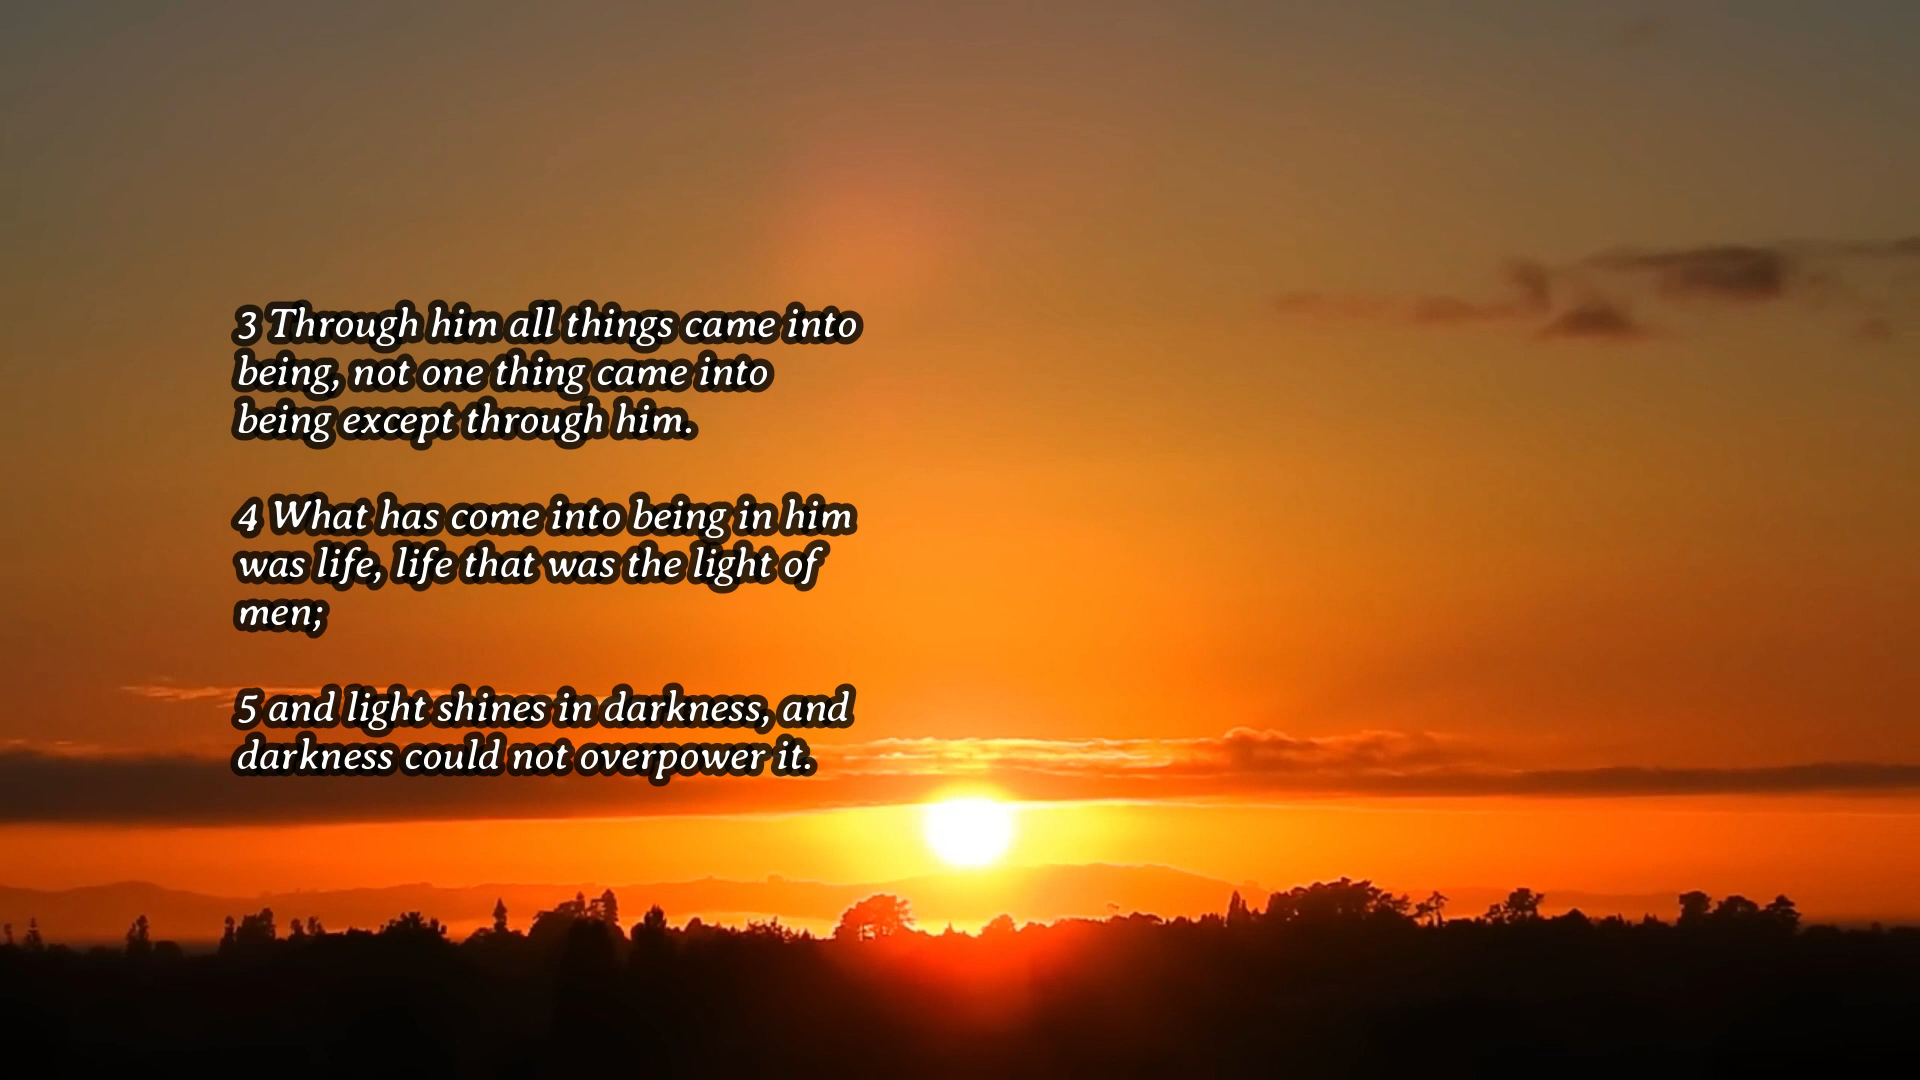 3 Through him all things came into
being, not one thing came into
being except through him.
4 What has come into being in him
was life, life that was the light of
men;
5 and light shines in darkness, and
darkness could not overpower it.